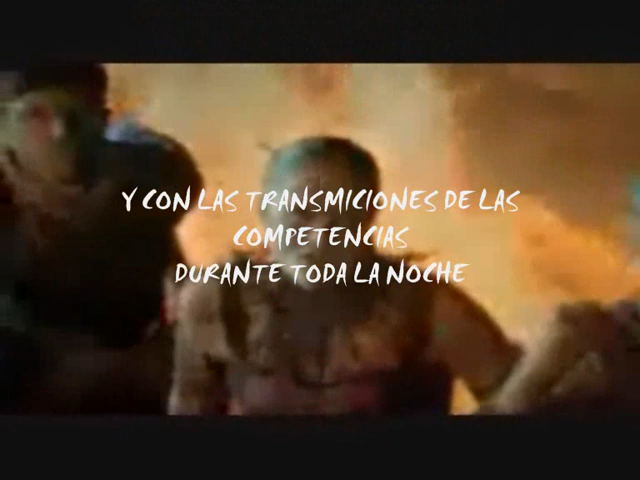 Y CON LAS TRANSMICIONES DE LAS
COMPETENCIAS
DURANTE TODA LA NOCHE